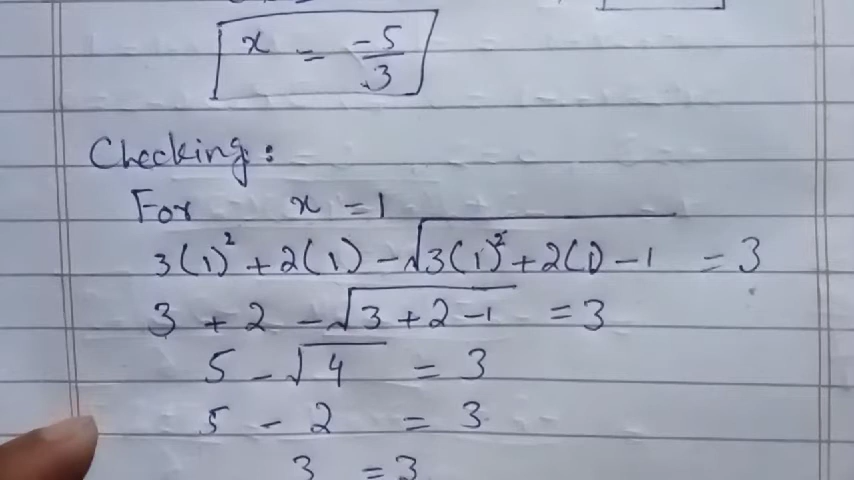 x = -5/3
Checking:
For x = 1
3(1)² + 2(1) - √3(1)² + 2(1) - 1 = 3
3 + 2 - √3 + 2 - 1 = 3
5 - √4 = 3
5 - 2 = 3
3 = 3